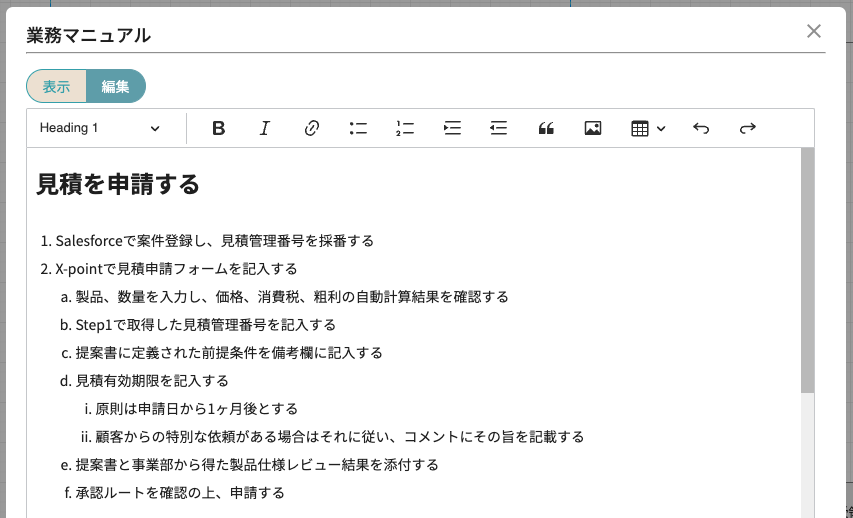 業務マニュアル
表示 編集
Heading 1
見積を申請する
1. Salesforceで案件登録し、見積管理番号を採番する
2. X-pointで見積申請フォームを記入する
a. 製品、数量を入力し、価格、消費税、粗利の自動計算結果を確認する
b. Step1で取得した見積管理番号を記入する
c. 提案書に定義された前提条件を備考欄に記入する
d. 見積有効期限を記入する
i. 原則は申請日から1ヶ月後とする
ii. 顧客からの特別な依頼がある場合はそれに従い、コメントにその旨を記載する
e. 提案書と事業部から得た製品仕様レビュー結果を添付する
f. 承認ルートを確認の上、申請する